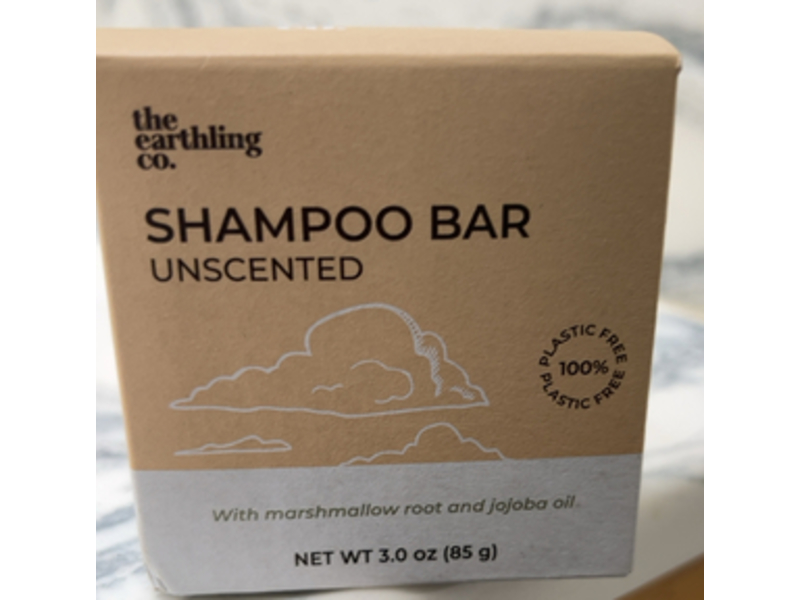 the
earthling
co.
SHAMPOO BAR
UNSCENTED
PLASTIC FREE
100%
PLASTIC FREE
With marshmallow root and jojoba oil
NET WT 3.0 oz (85 g)